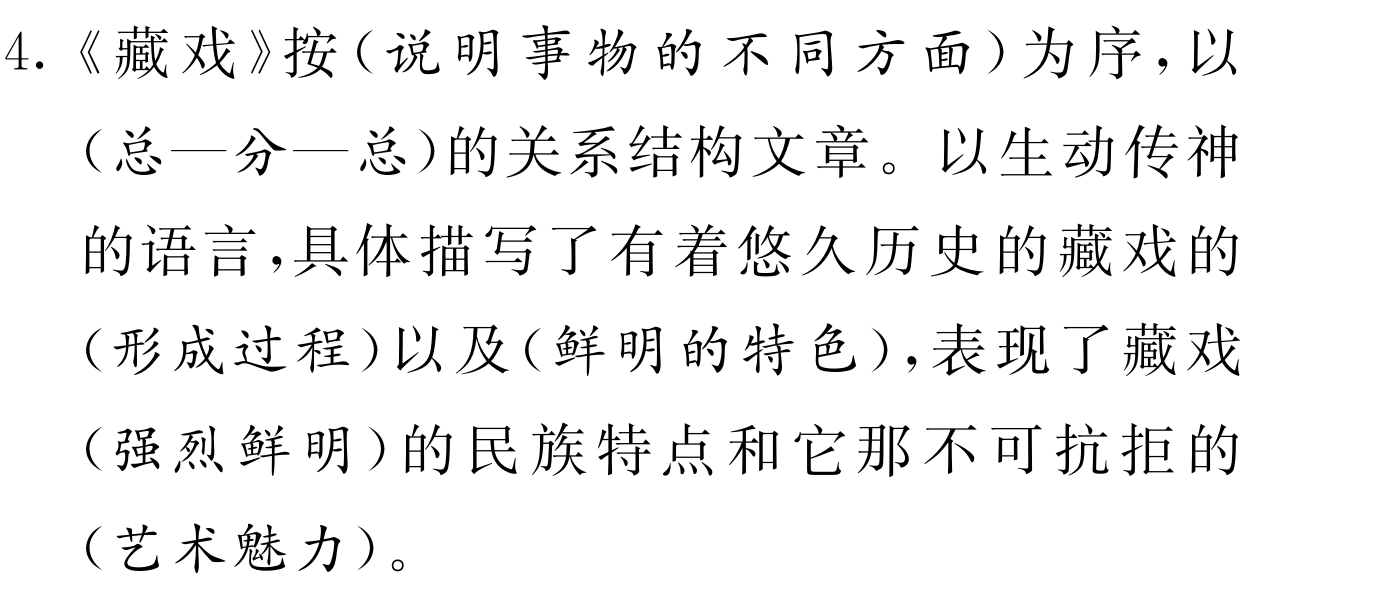 4.《藏戏》按(说明事物的不同方面)为序,以
(总—分—总)的关系结构文章。以生动传神
的语言,具体描写了有着悠久历史的藏戏的
(形成过程)以及(鲜明的特色),表现了藏戏
(强烈鲜明)的民族特点和它那不可抗拒的
(艺术魅力)。